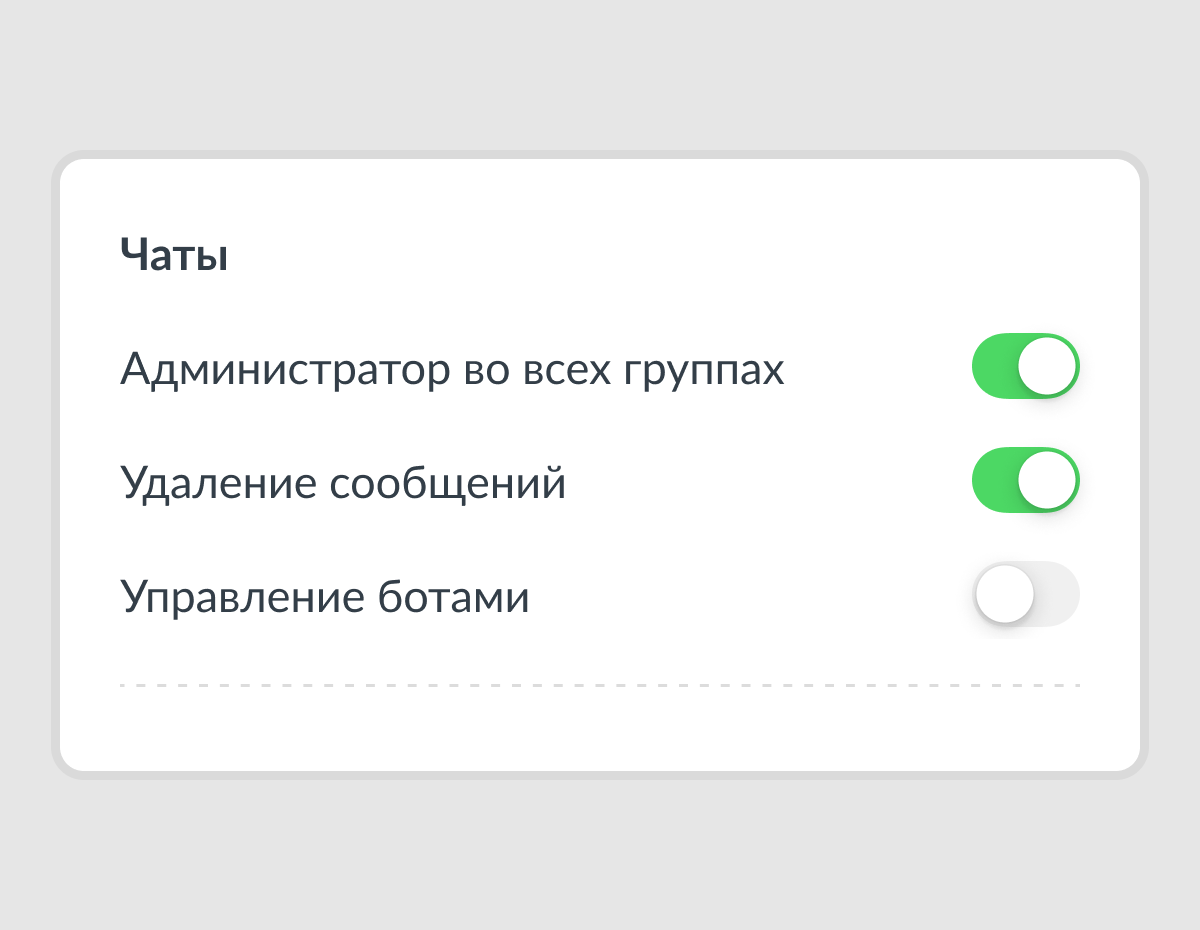 Чаты
Администратор во всех группах
Удаление сообщений
Управление ботами